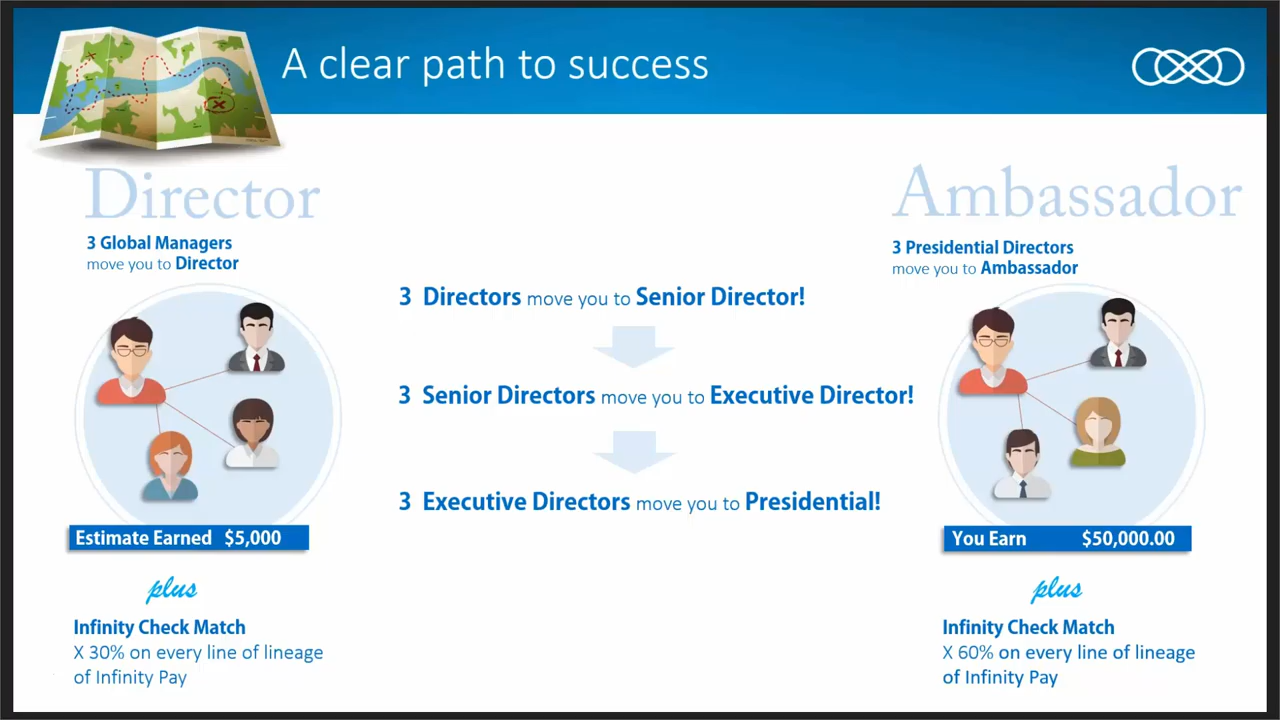 A clear path to success
Director
3 Global Managers
move you to Director
Estimate Earned $5,000
plus
Infinity Check Match
X 30% on every line of lineage
of Infinity Pay
3 Directors move you to Senior Director!
3 Senior Directors move you to Executive Director!
3 Executive Directors move you to Presidential!
Ambassador
3 Presidential Directors
move you to Ambassador
You Earn $50,000.00
plus
Infinity Check Match
X 60% on every line of lineage
of Infinity Pay